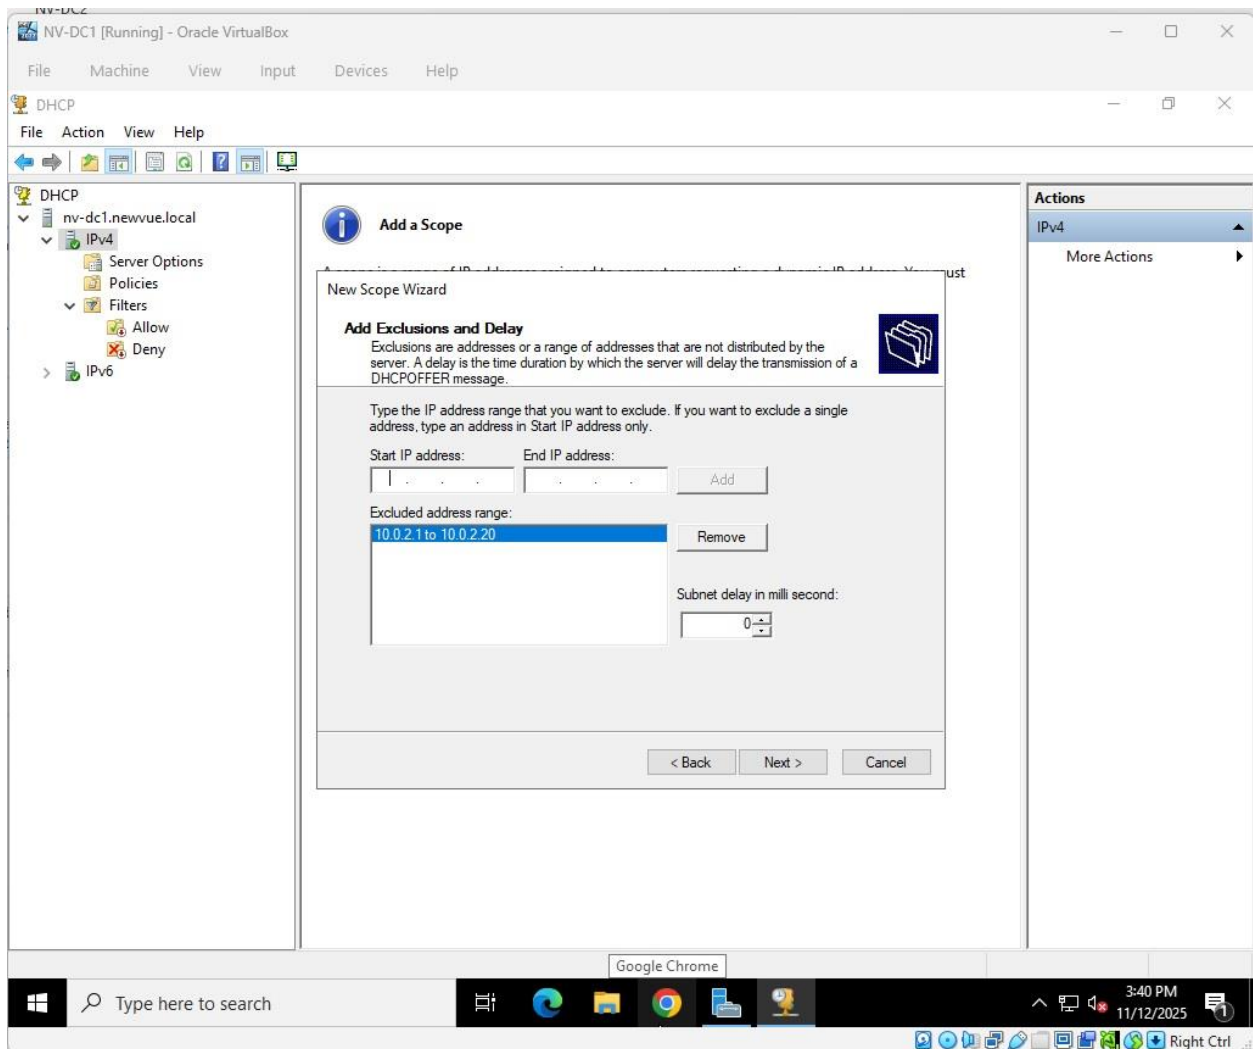 NV-DC2
NV-DC1 [Running] - Oracle VirtualBox
File Machine View Input Devices Help
DHCP
File Action View Help
DHCP
nv-dc1.newvue.local
IPv4
Server Options
Policies
Filters
Allow
Deny
IPv6
Add a Scope
must
New Scope Wizard
Add Exclusions and Delay
Exclusions are addresses or a range of addresses that are not distributed by the
server. A delay is the time duration by which the server will delay the transmission of a
DHCPOFFER message.
Type the IP address range that you want to exclude. If you want to exclude a single
address, type an address in Start IP address only.
Start IP address: End IP address:
. . . . . . Add
Excluded address range:
10.0.2.1 to 10.0.2.20
Remove
Subnet delay in milli second:
0
< Back Next > Cancel
Actions
IPv4
More Actions
Google Chrome
Type here to search
3:40 PM
11/12/2025
1
Right Ctrl